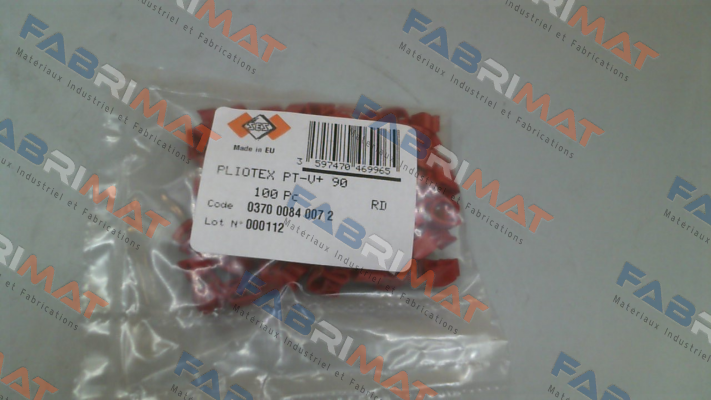 Made in EU
3 597470 469965
PLIOTEX PT-V+ 90
100 Pc RD
Code 0370 0084 007 2
Lot N° 000112
FABRIMAT
Materiaux Industriel et Fabrications